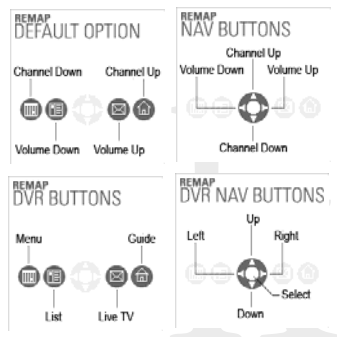 REMAP
DEFAULT OPTION
Channel Down Channel Up
Volume Down Volume Up
REMAP
NAV BUTTONS
Channel Up
Volume Down Volume Up
Channel Down
REMAP
DVR BUTTONS
Menu Guide
List Live TV
REMAP
DVR NAV BUTTONS
Up
Left Right
Select
Down